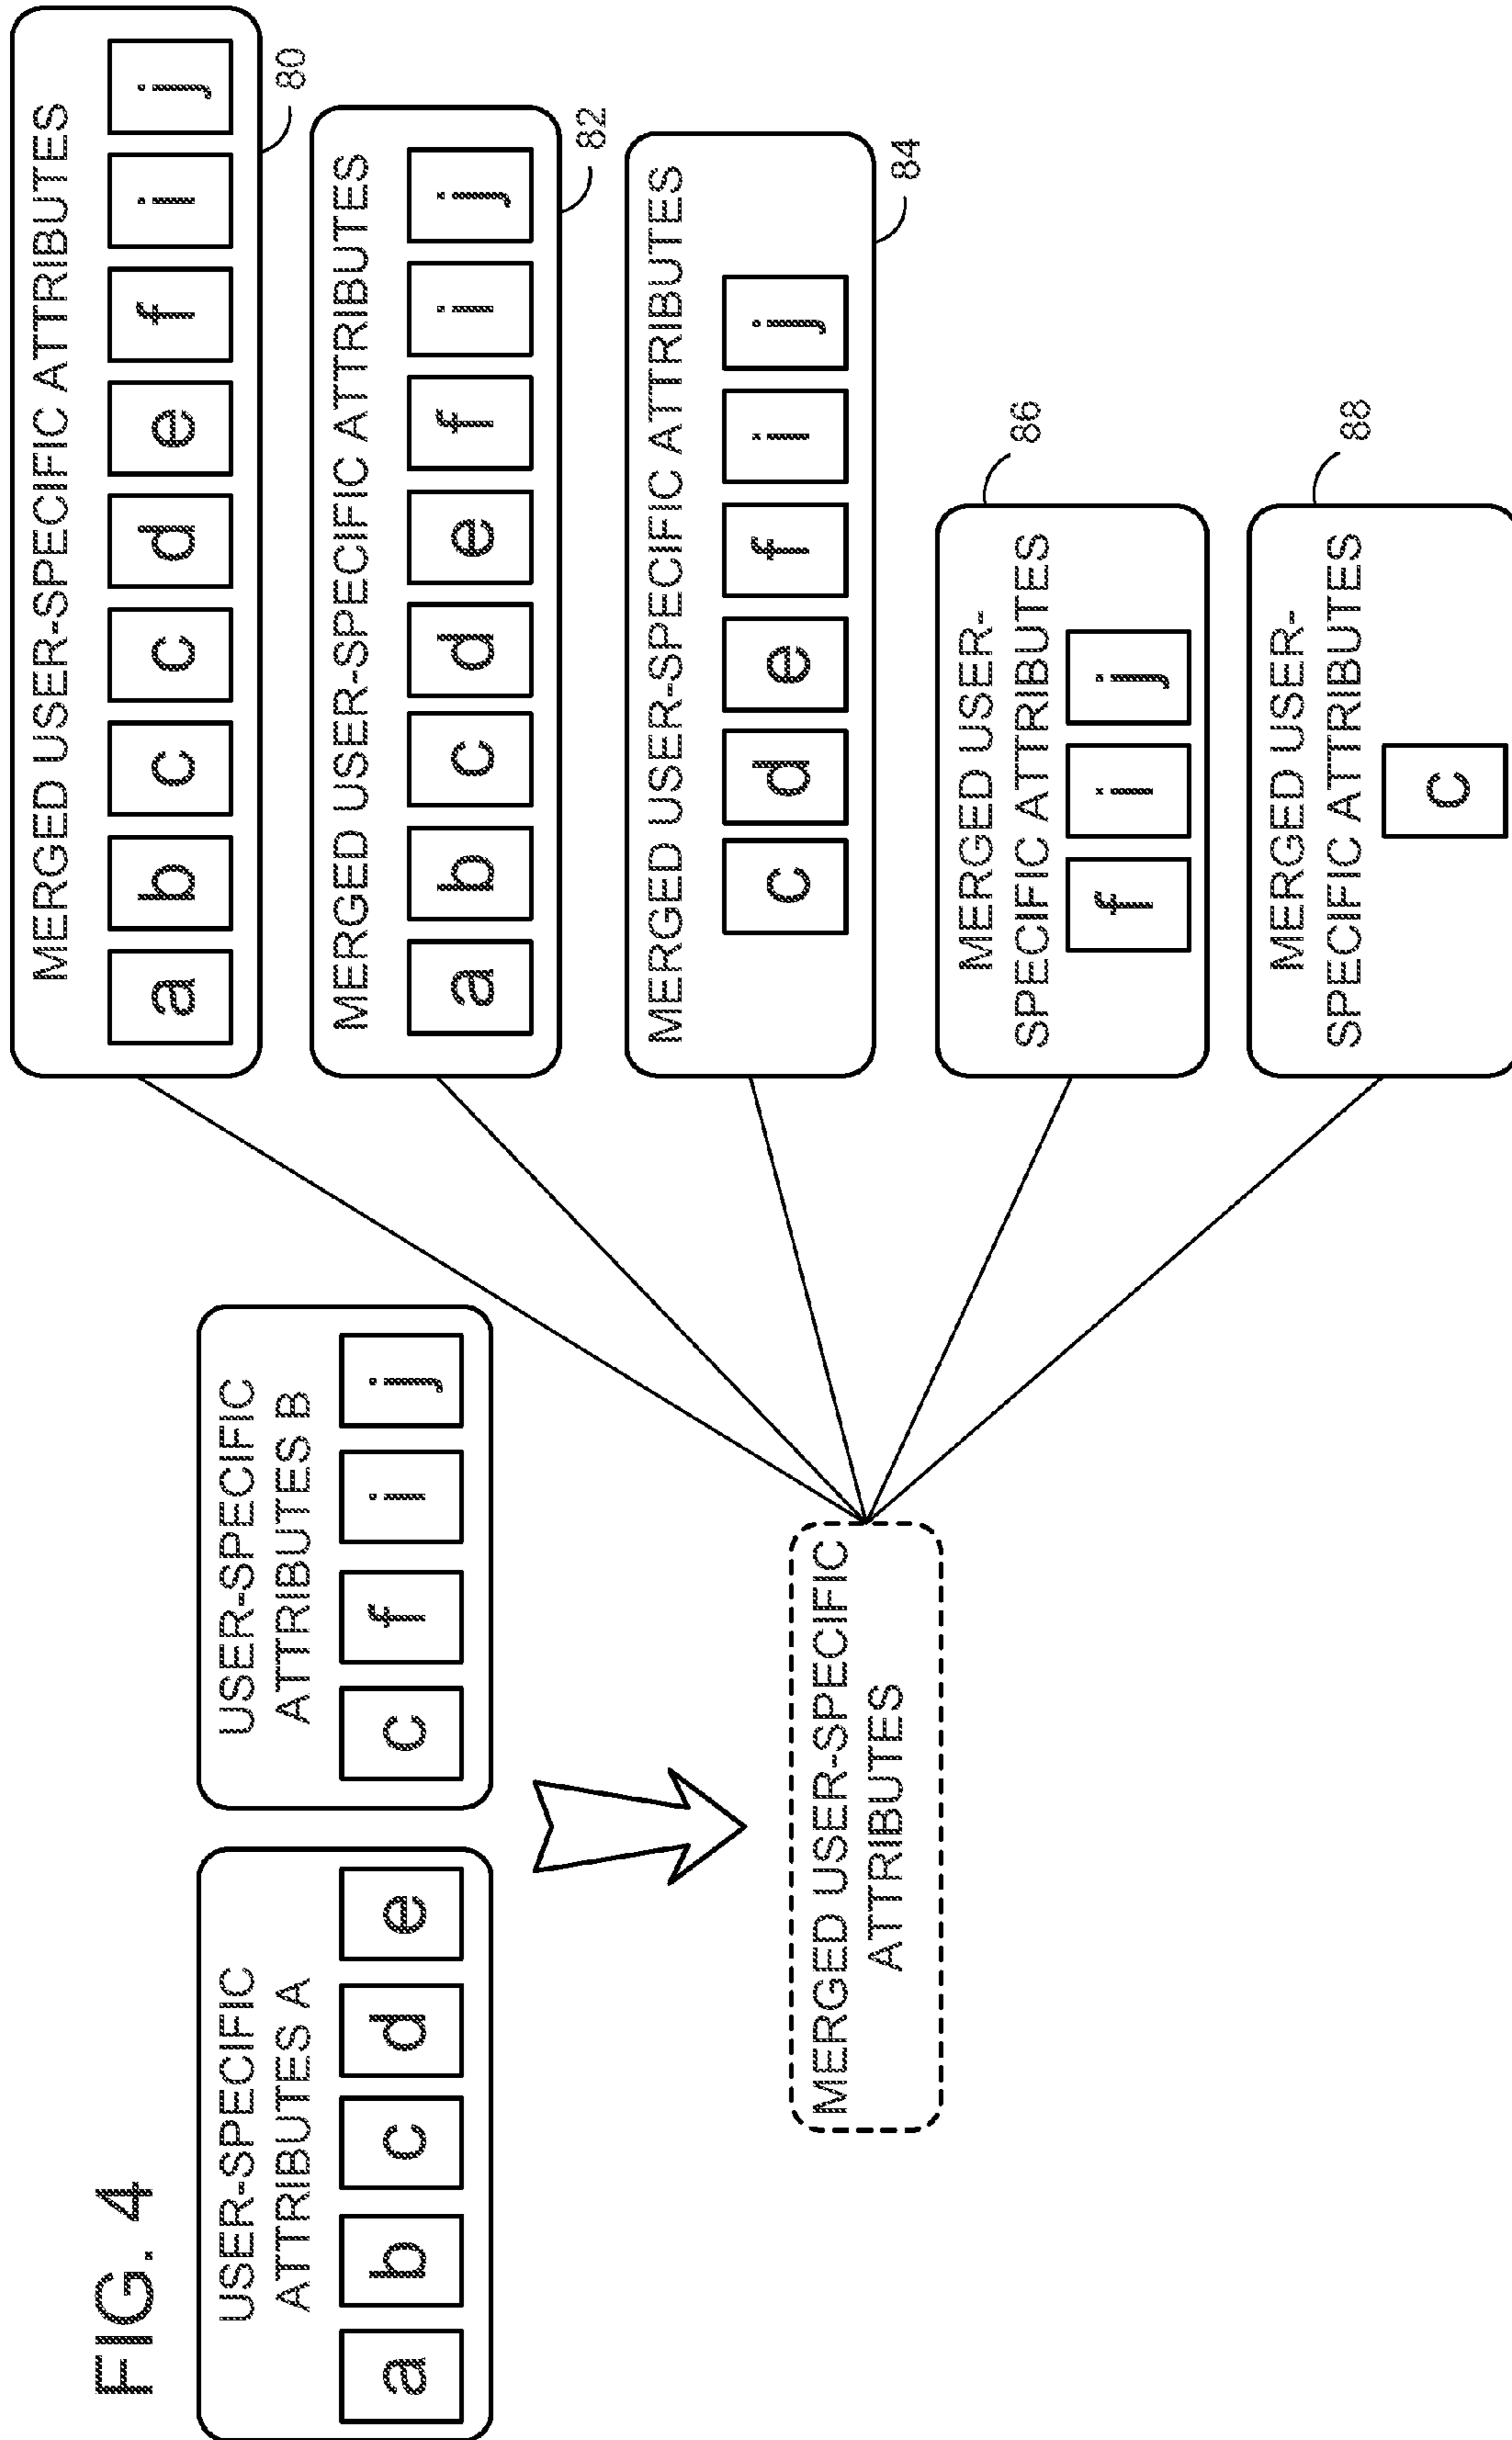 FIG. 4
USER-SPECIFIC
ATTRIBUTES A
a b c d e
USER-SPECIFIC
ATTRIBUTES B
c f i j
MERGED USER-SPECIFIC
ATTRIBUTES
MERGED USER-SPECIFIC ATTRIBUTES
a b c c d e f i j
80
MERGED USER-SPECIFIC ATTRIBUTES
a b c d e f i j
82
MERGED USER-SPECIFIC ATTRIBUTES
c d e f i j
84
MERGED USER-
SPECIFIC ATTRIBUTES
f i j
86
MERGED USER-
SPECIFIC ATTRIBUTES
c
88